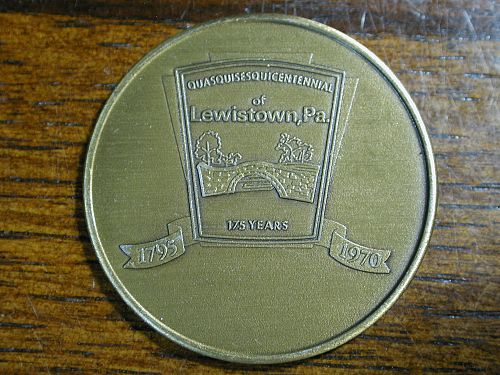 QUASQUISESQUICENTENNIAL
of
Lewistown, Pa.
175 YEARS
1795
1970